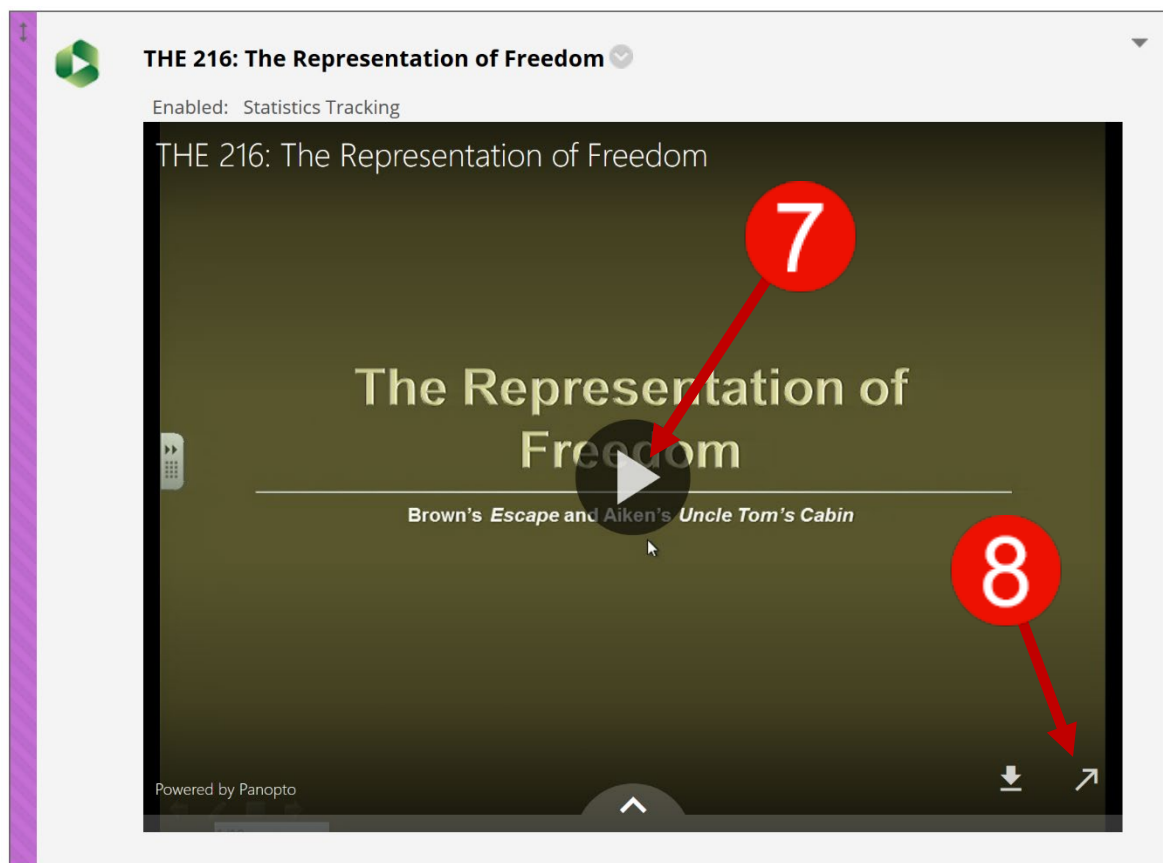 THE 216: The Representation of Freedom
Enabled: Statistics Tracking
THE 216: The Representation of Freedom
7
The Representation of
Freedom
Brown's Escape and Aiken's Uncle Tom's Cabin
8
Powered by Panopto